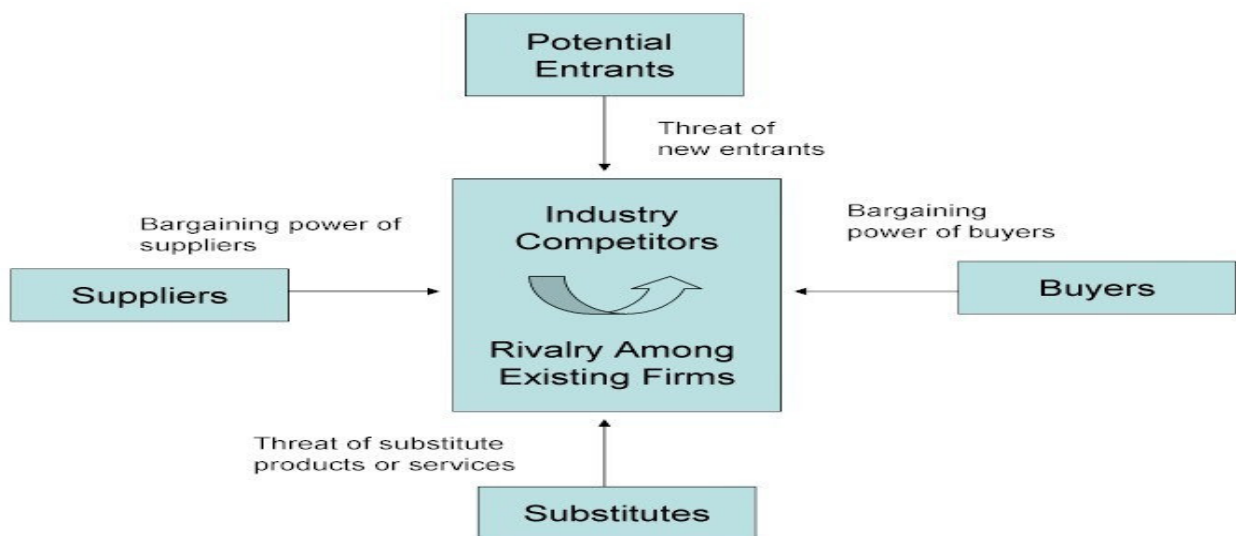 Potential
Entrants
Threat of
new entrants
Industry
Competitors
Bargaining power of
suppliers
Bargaining
power of buyers
Suppliers
Buyers
Rivalry Among
Existing Firms
Threat of substitute
products or services
Substitutes